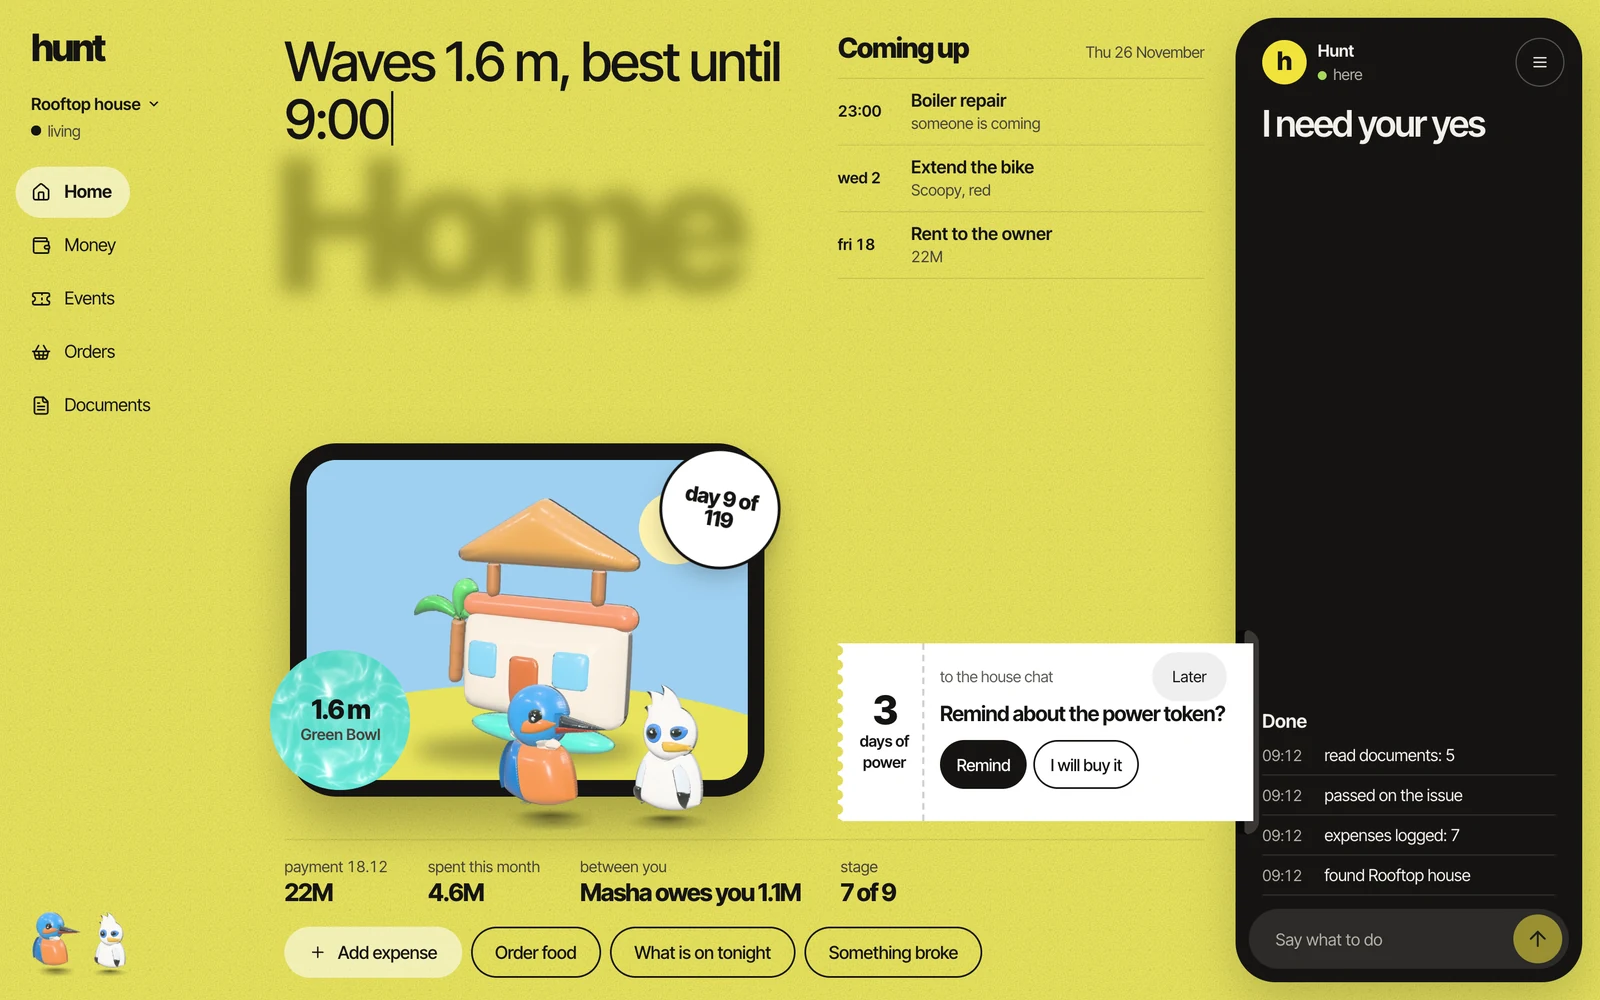 hunt
Rooftop house
living
Home
Money
Events
Orders
Documents
Waves 1.6 m, best until
9:00
Home
day 9 of
119
1.6 m
Green Bowl
Coming up
Thu 26 November
23:00
Boiler repair
someone is coming
wed 2
Extend the bike
Scoopy, red
fri 18
Rent to the owner
22M
3
days of
power
to the house chat
Later
Remind about the power token?
Remind
I will buy it
payment 18.12
22M
spent this month
4.6M
between you
Masha owes you 1.1M
stage
7 of 9
+ Add expense
Order food
What is on tonight
Something broke
h
Hunt
here
I need your yes
Done
09:12 read documents: 5
09:12 passed on the issue
09:12 expenses logged: 7
09:12 found Rooftop house
Say what to do